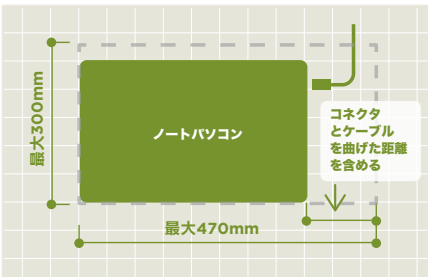 最大300mm
ノートパソコン
コネクタ
とケーブル
を曲げた距離
を含める
最大470mm